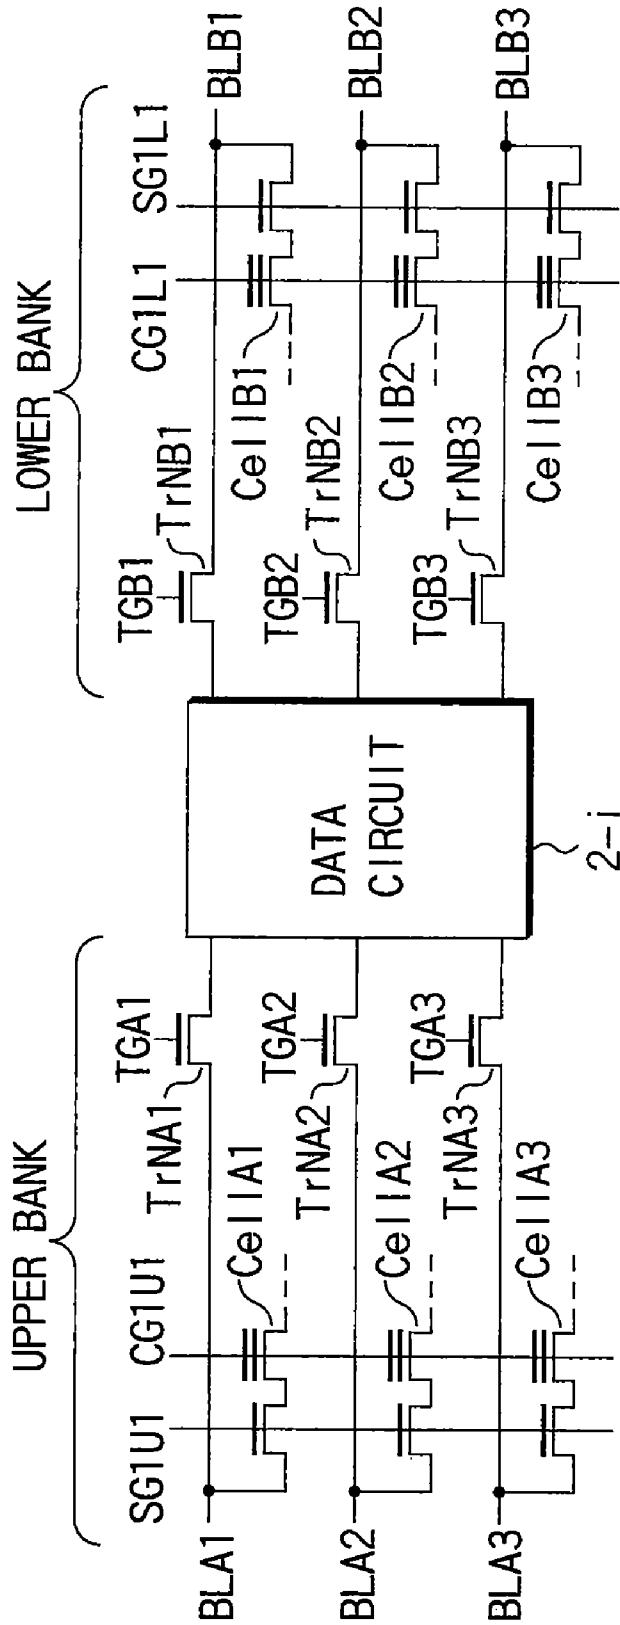 UPPER BANK
LOWER BANK
SG1U1
CG1U1
TGA1
TGB1
CG1L1
SG1L1
BLA1
TrNA1
TrNB1
BLB1
CellA1
CellB1
TGA2
TGB2
BLA2
TrNA2
TrNB2
BLB2
DATA
CIRCUIT
CellA2
CellB2
TGA3
TGB3
BLA3
TrNA3
TrNB3
BLB3
CellA3
CellB3
2-i